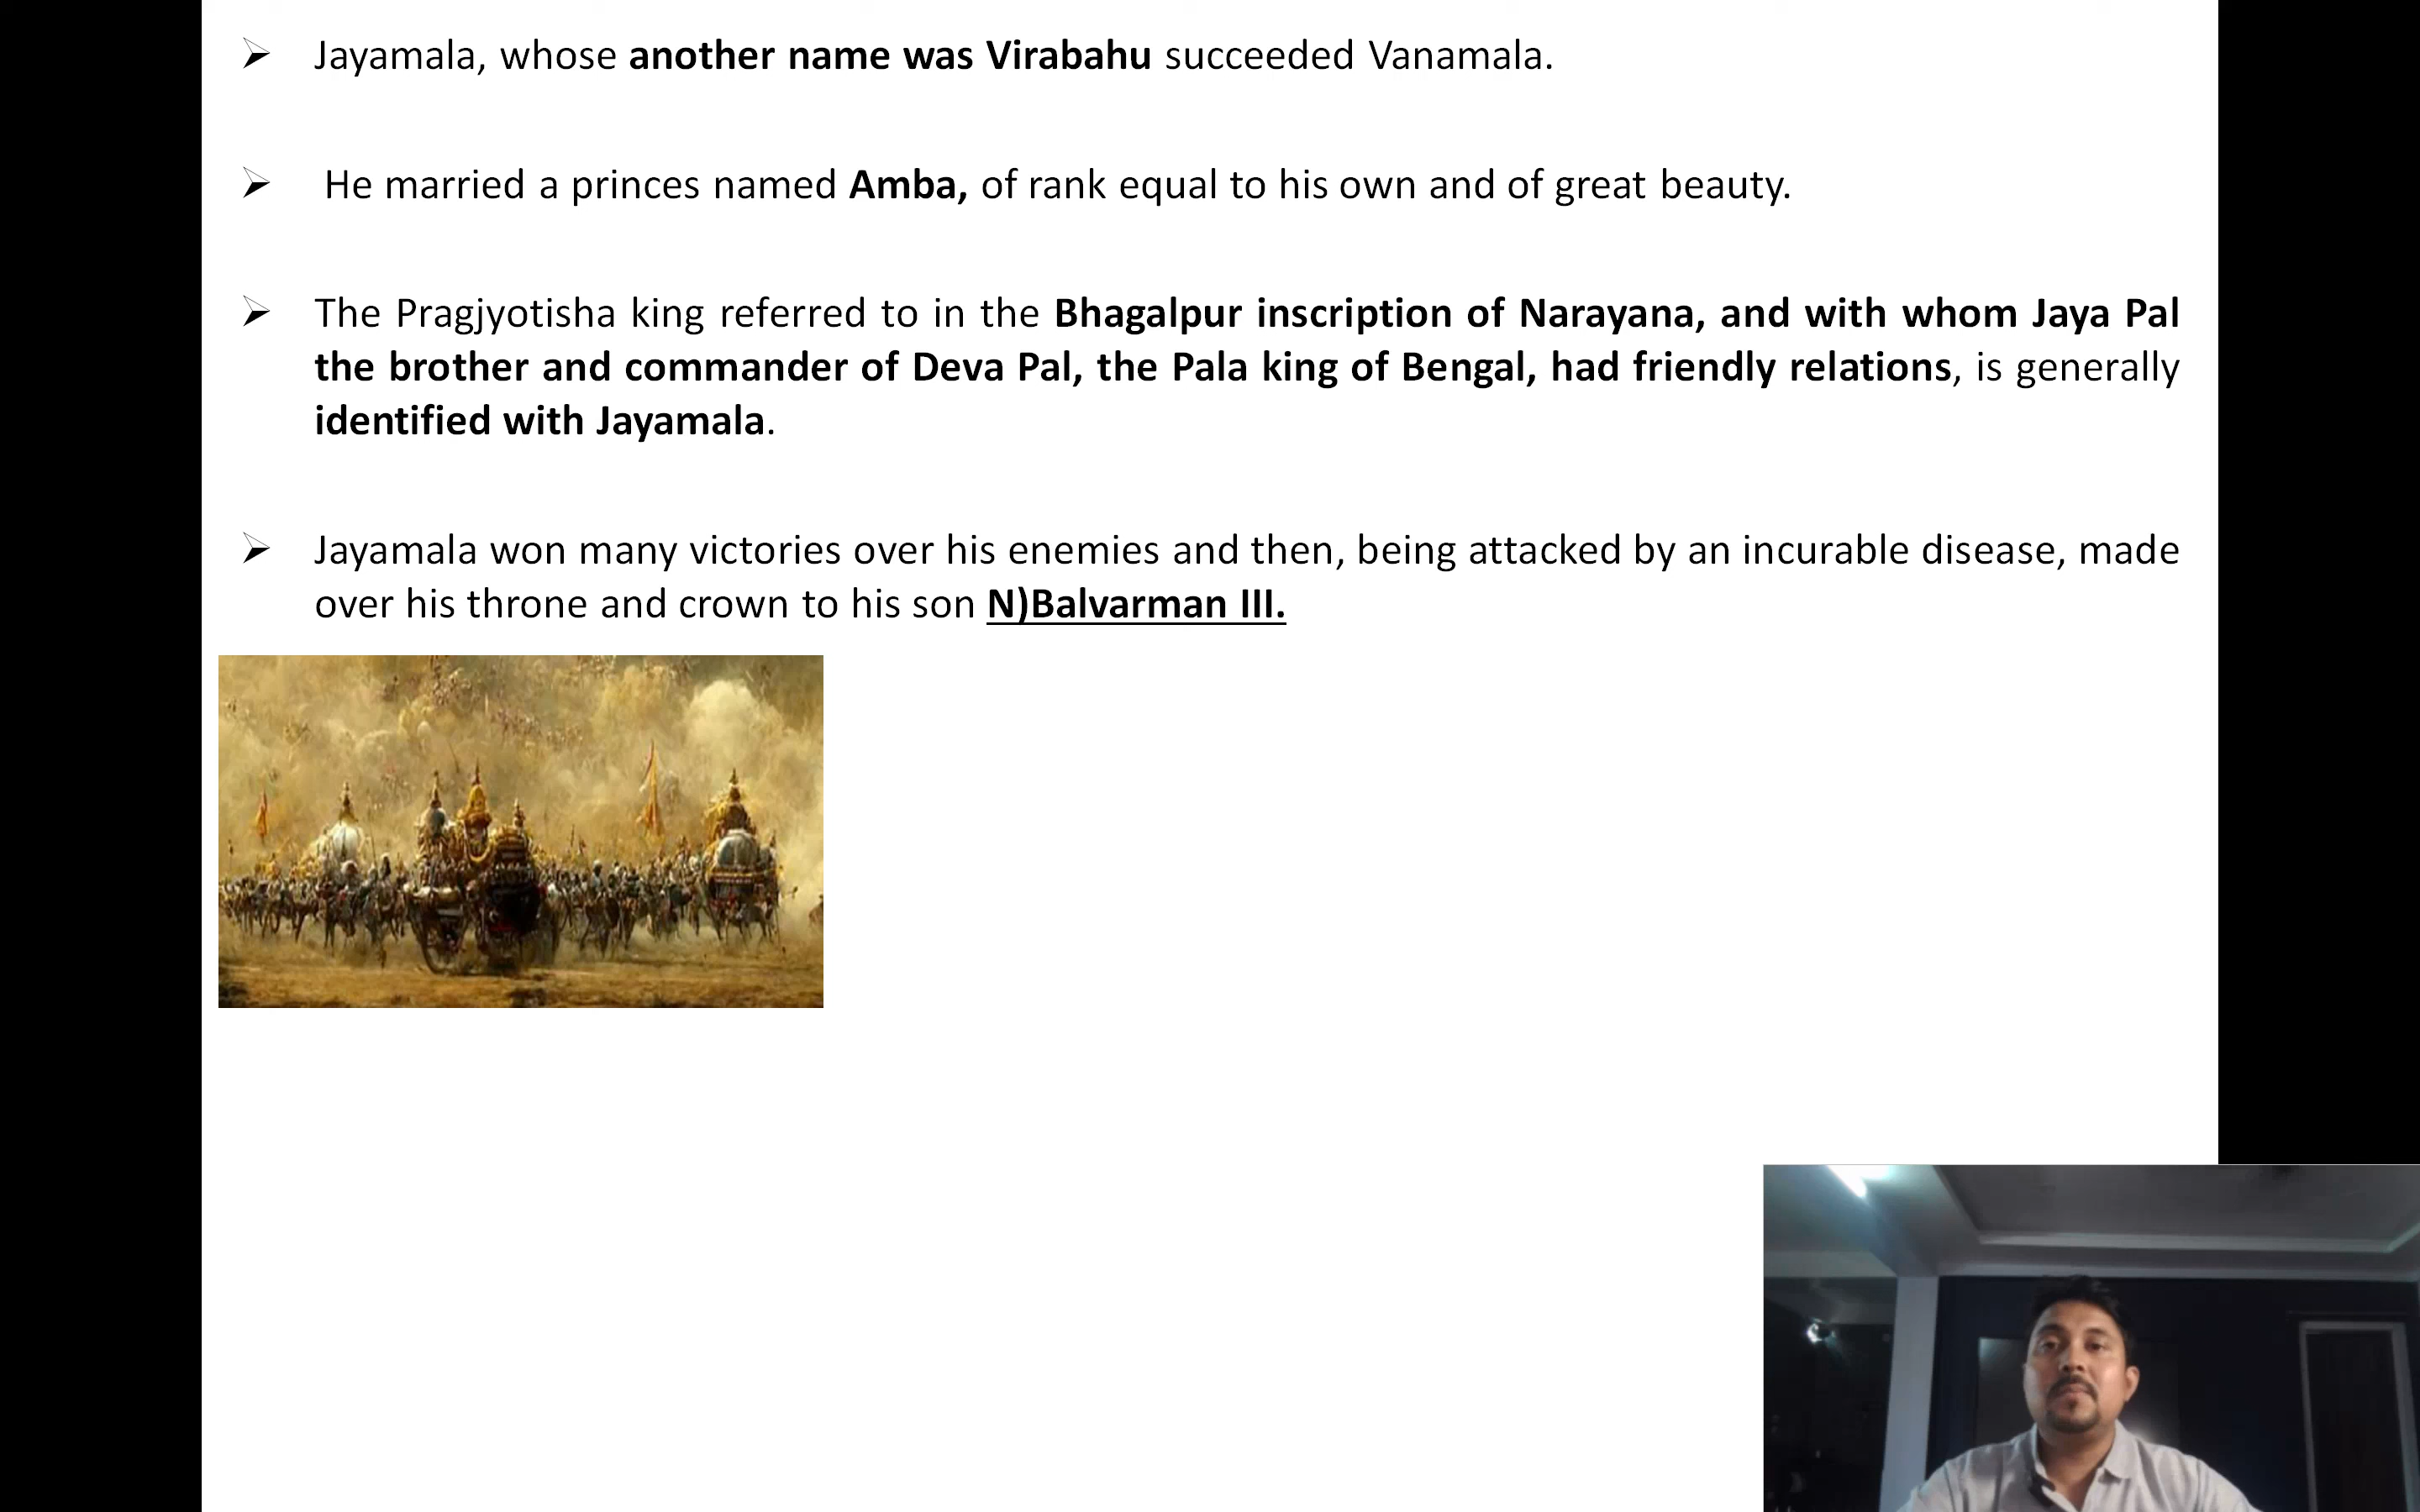 Jayamala, whose another name was Virabahu succeeded Vanamala.
He married a princes named Amba, of rank equal to his own and of great beauty.
The Pragjyotisha king referred to in the Bhagalpur inscription of Narayana, and with whom Jaya Pal
the brother and commander of Deva Pal, the Pala king of Bengal, had friendly relations, is generally
identified with Jayamala.
Jayamala won many victories over his enemies and then, being attacked by an incurable disease, made
over his throne and crown to his son N)Balvarman III.